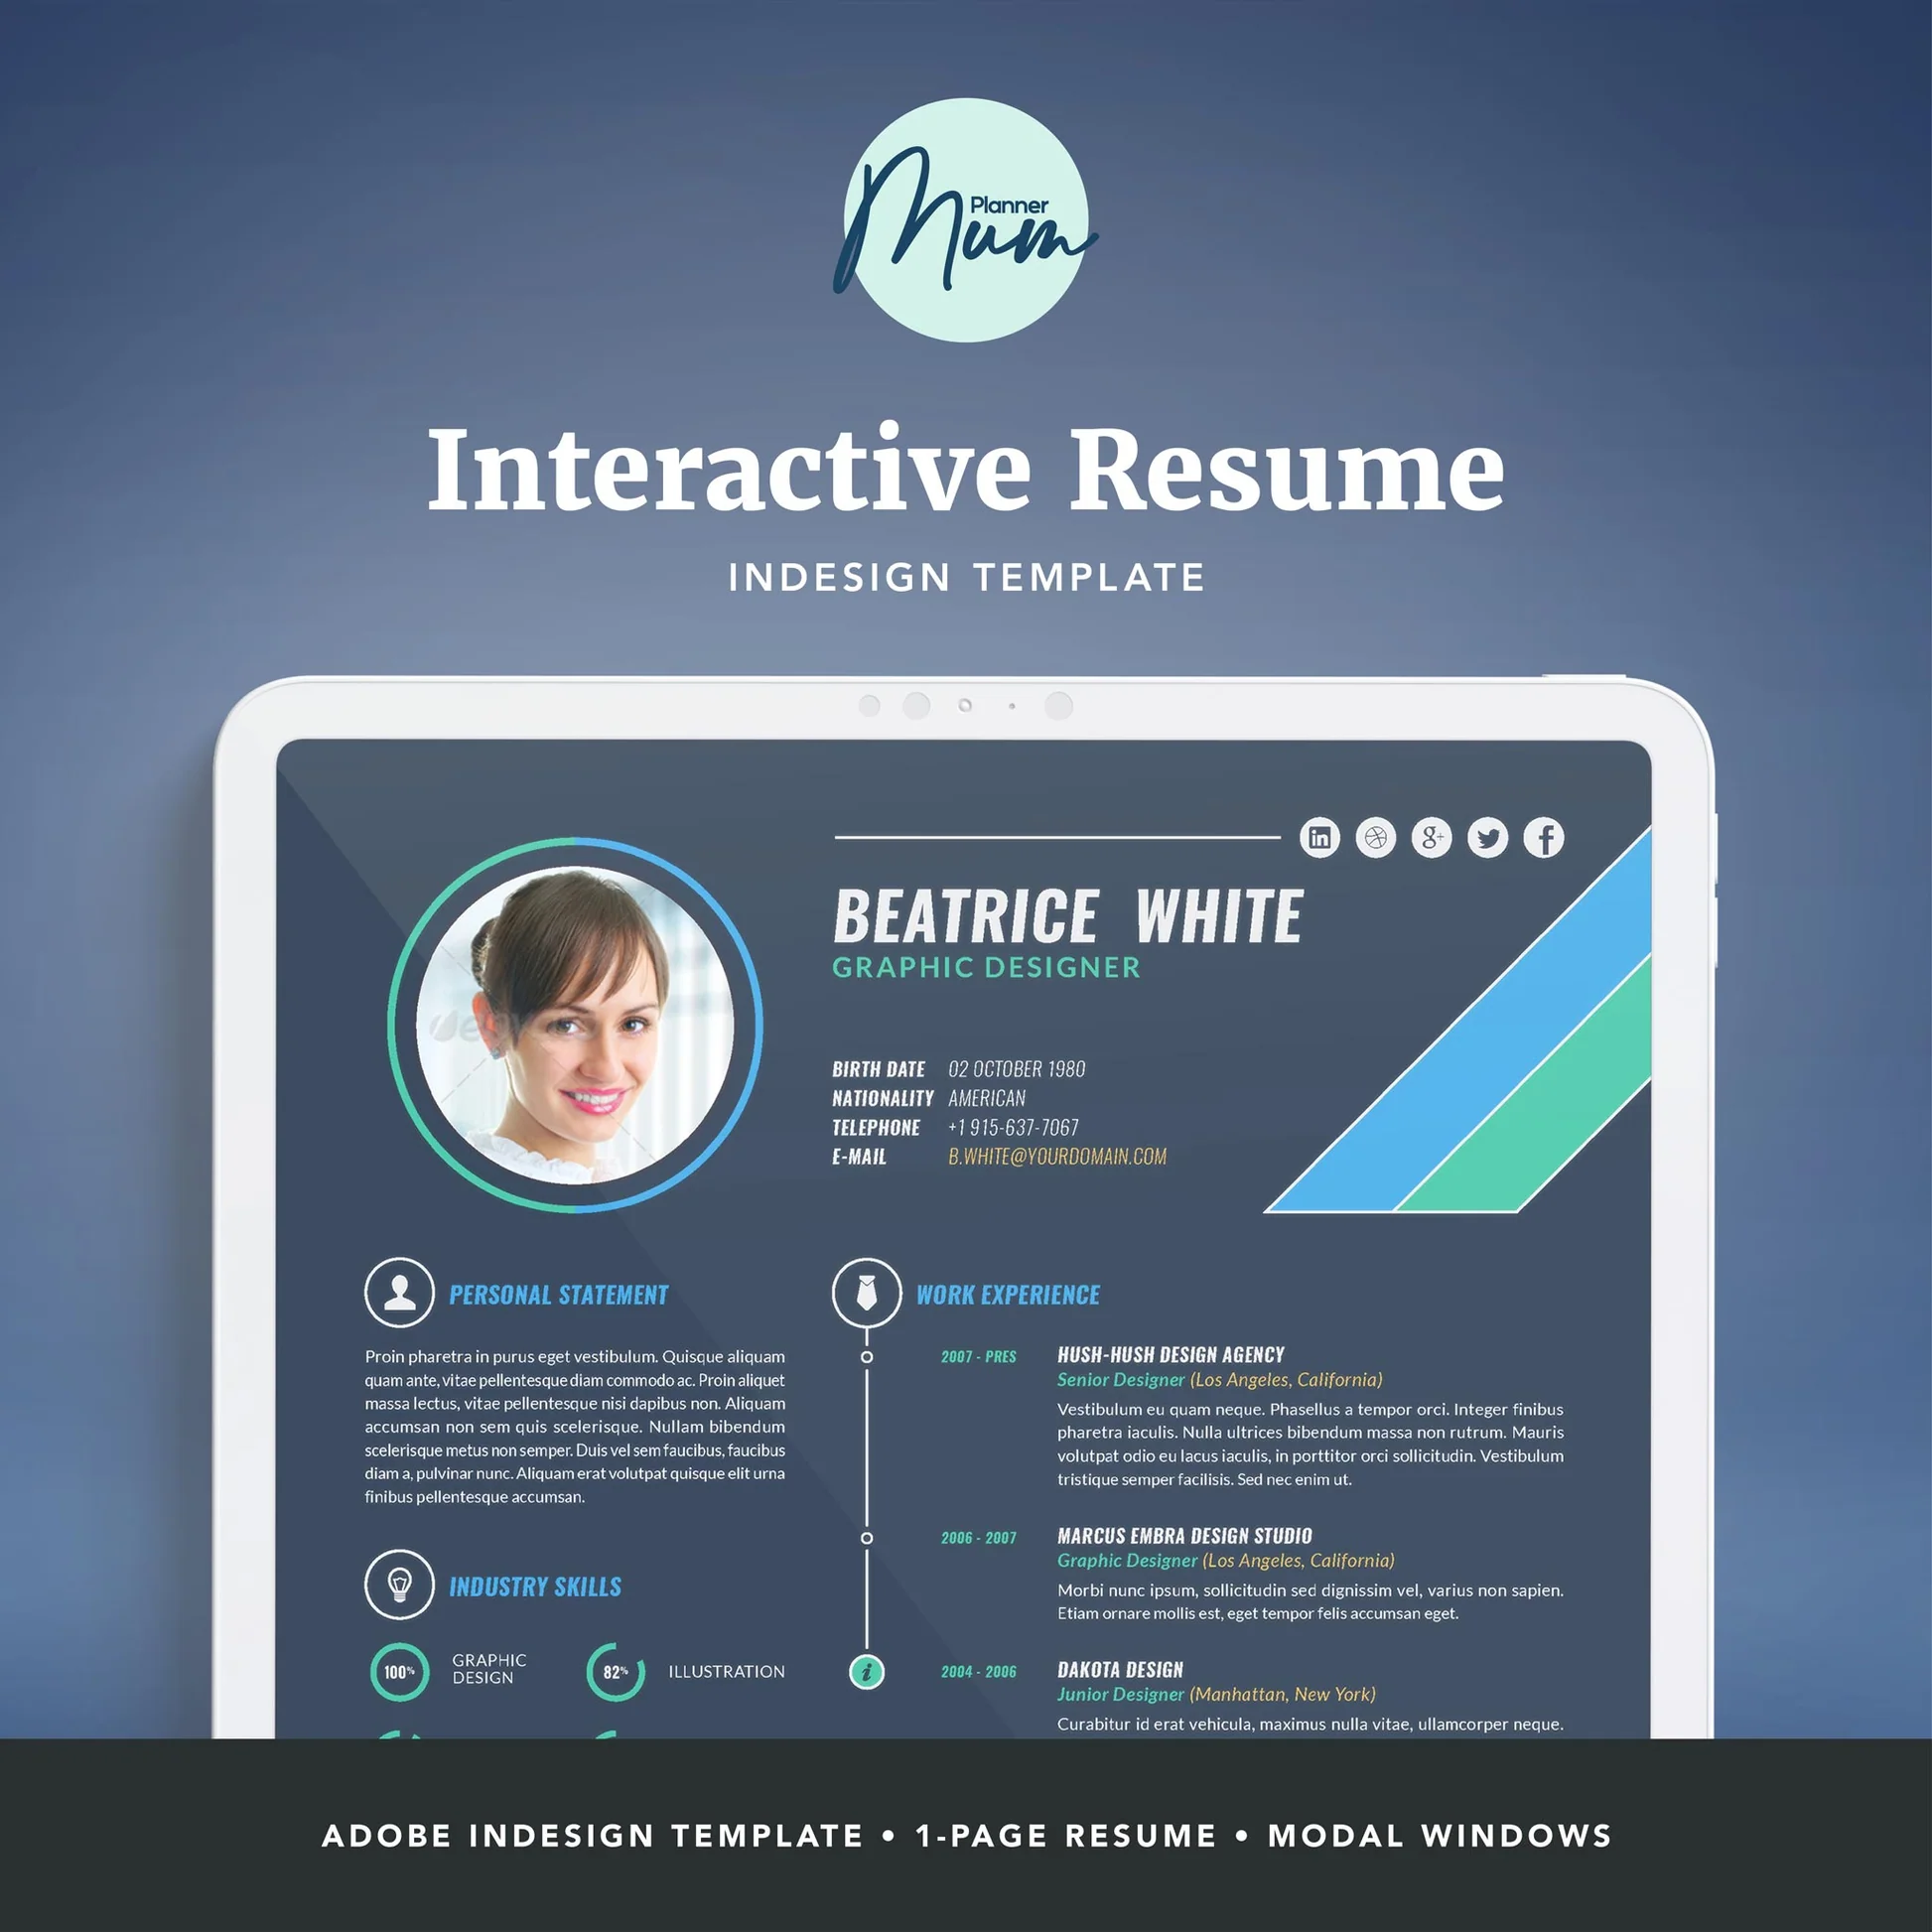 Planner
Mum
Interactive Resume
INDESIGN TEMPLATE
BEATRICE WHITE
GRAPHIC DESIGNER
BIRTH DATE 02 OCTOBER 1980
NATIONALITY AMERICAN
TELEPHONE +1 915-637-7067
E-MAIL B.WHITE@YOURDOMAIN.COM
PERSONAL STATEMENT
Proin pharetra in purus eget vestibulum. Quisque aliquam
quam ante, vitae pellentesque diam commodo ac. Proin aliquet
massa lectus, vitae pellentesque nisi dapibus non. Aliquam
accumsan non sem quis scelerisque. Nullam bibendum
scelerisque metus non semper. Duis vel sem faucibus, faucibus
diam a, pulvinar nunc. Aliquam erat volutpat quisque elit urna
finibus pellentesque accumsan.
INDUSTRY SKILLS
100% GRAPHIC
DESIGN
82% ILLUSTRATION
WORK EXPERIENCE
2007 - PRES
HUSH-HUSH DESIGN AGENCY
Senior Designer (Los Angeles, California)
Vestibulum eu quam neque. Phasellus a tempor orci. Integer finibus
pharetra iaculis. Nulla ultrices bibendum massa non rutrum. Mauris
volutpat odio eu lacus iaculis, in porttitor orci sollicitudin. Vestibulum
tristique semper facilisis. Sed nec enim ut.
2006 - 2007
MARCUS EMBRA DESIGN STUDIO
Graphic Designer (Los Angeles, California)
Morbi nunc ipsum, sollicitudin sed dignissim vel, varius non sapien.
Etiam ornare mollis est, eget tempor felis accumsan eget.
i
2004 - 2006
DAKOTA DESIGN
Junior Designer (Manhattan, New York)
Curabitur id erat vehicula, maximus nulla vitae, ullamcorper neque.
ADOBE INDESIGN TEMPLATE • 1-PAGE RESUME • MODAL WINDOWS